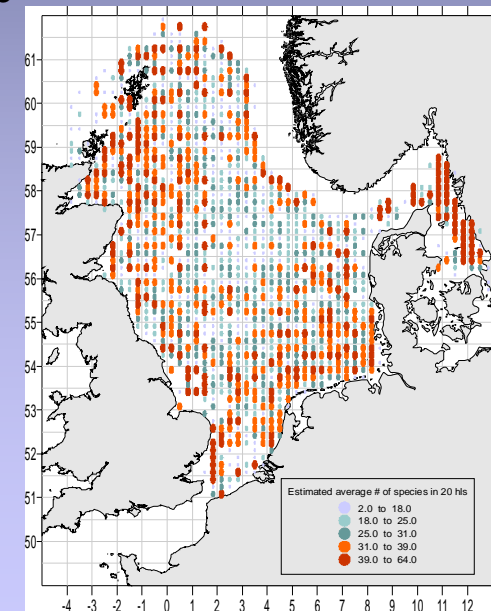 61
60
59
58
57
56
55
54
53
52
51
50
Estimated average # of species in 20 hls
2.0 to 18.0
18.0 to 25.0
25.0 to 31.0
31.0 to 39.0
39.0 to 64.0
-4 -3 -2 -1 0 1 2 3 4 5 6 7 8 9 10 11 12